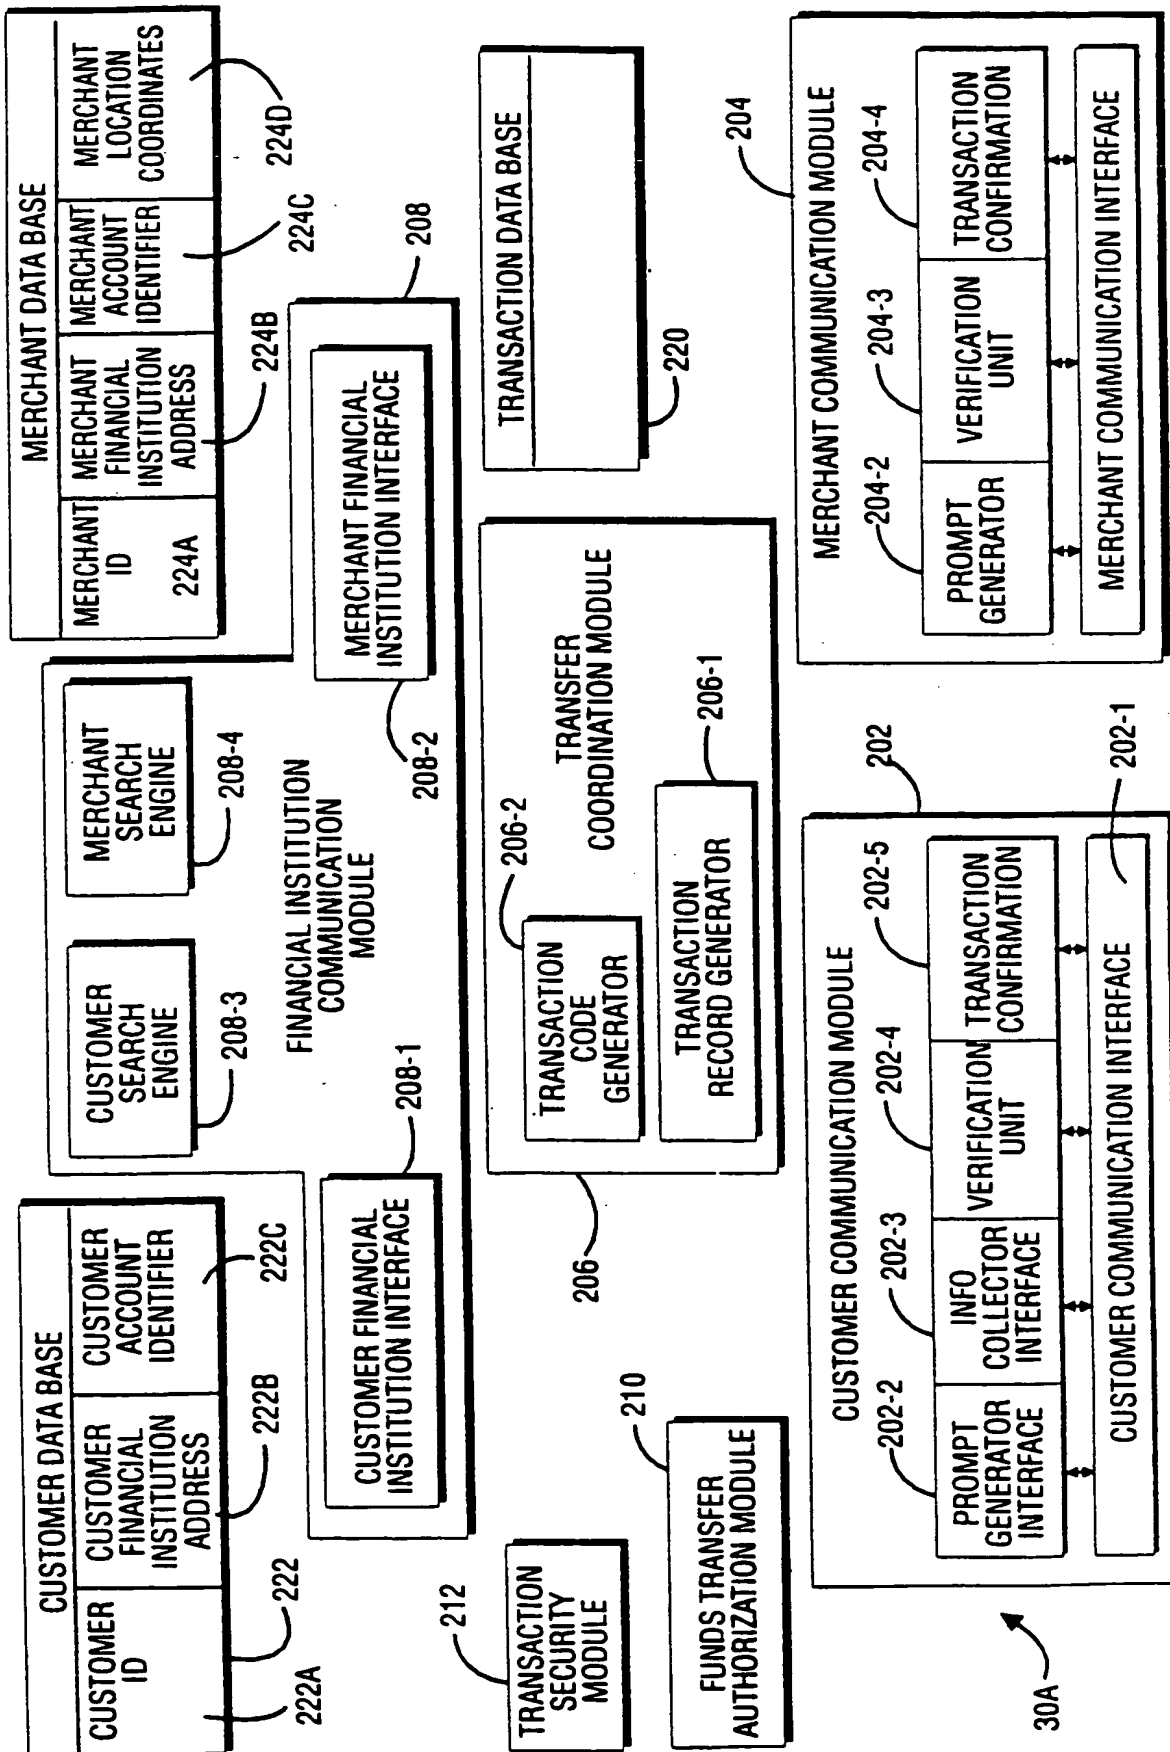 CUSTOMER DATA BASE
CUSTOMER
ID
222A
CUSTOMER
FINANCIAL
INSTITUTION
ADDRESS
222B
CUSTOMER
ACCOUNT
IDENTIFIER
222C
222
CUSTOMER
SEARCH
ENGINE
208-3
MERCHANT
SEARCH
ENGINE
208-4
MERCHANT DATA BASE
MERCHANT
ID
224A
MERCHANT
FINANCIAL
INSTITUTION
ADDRESS
224B
MERCHANT
ACCOUNT
IDENTIFIER
224C
MERCHANT
LOCATION
COORDINATES
224D
FINANCIAL INSTITUTION
COMMUNICATION
MODULE
208
CUSTOMER FINANCIAL
INSTITUTION INTERFACE
208-1
MERCHANT FINANCIAL
INSTITUTION INTERFACE
208-2
212
TRANSACTION
SECURITY
MODULE
206
TRANSACTION
CODE
GENERATOR
206-2
TRANSFER
COORDINATION MODULE
TRANSACTION
RECORD GENERATOR
206-1
TRANSACTION DATA BASE
220
210
FUNDS TRANSFER
AUTHORIZATION MODULE
30A
CUSTOMER COMMUNICATION MODULE
202
202-2
202-3
202-4
202-5
PROMPT
GENERATOR
INTERFACE
INFO
COLLECTOR
INTERFACE
VERIFICATION
UNIT
TRANSACTION
CONFIRMATION
CUSTOMER COMMUNICATION INTERFACE
202-1
MERCHANT COMMUNICATION MODULE
204
204-2
204-3
204-4
PROMPT
GENERATOR
VERIFICATION
UNIT
TRANSACTION
CONFIRMATION
MERCHANT COMMUNICATION INTERFACE